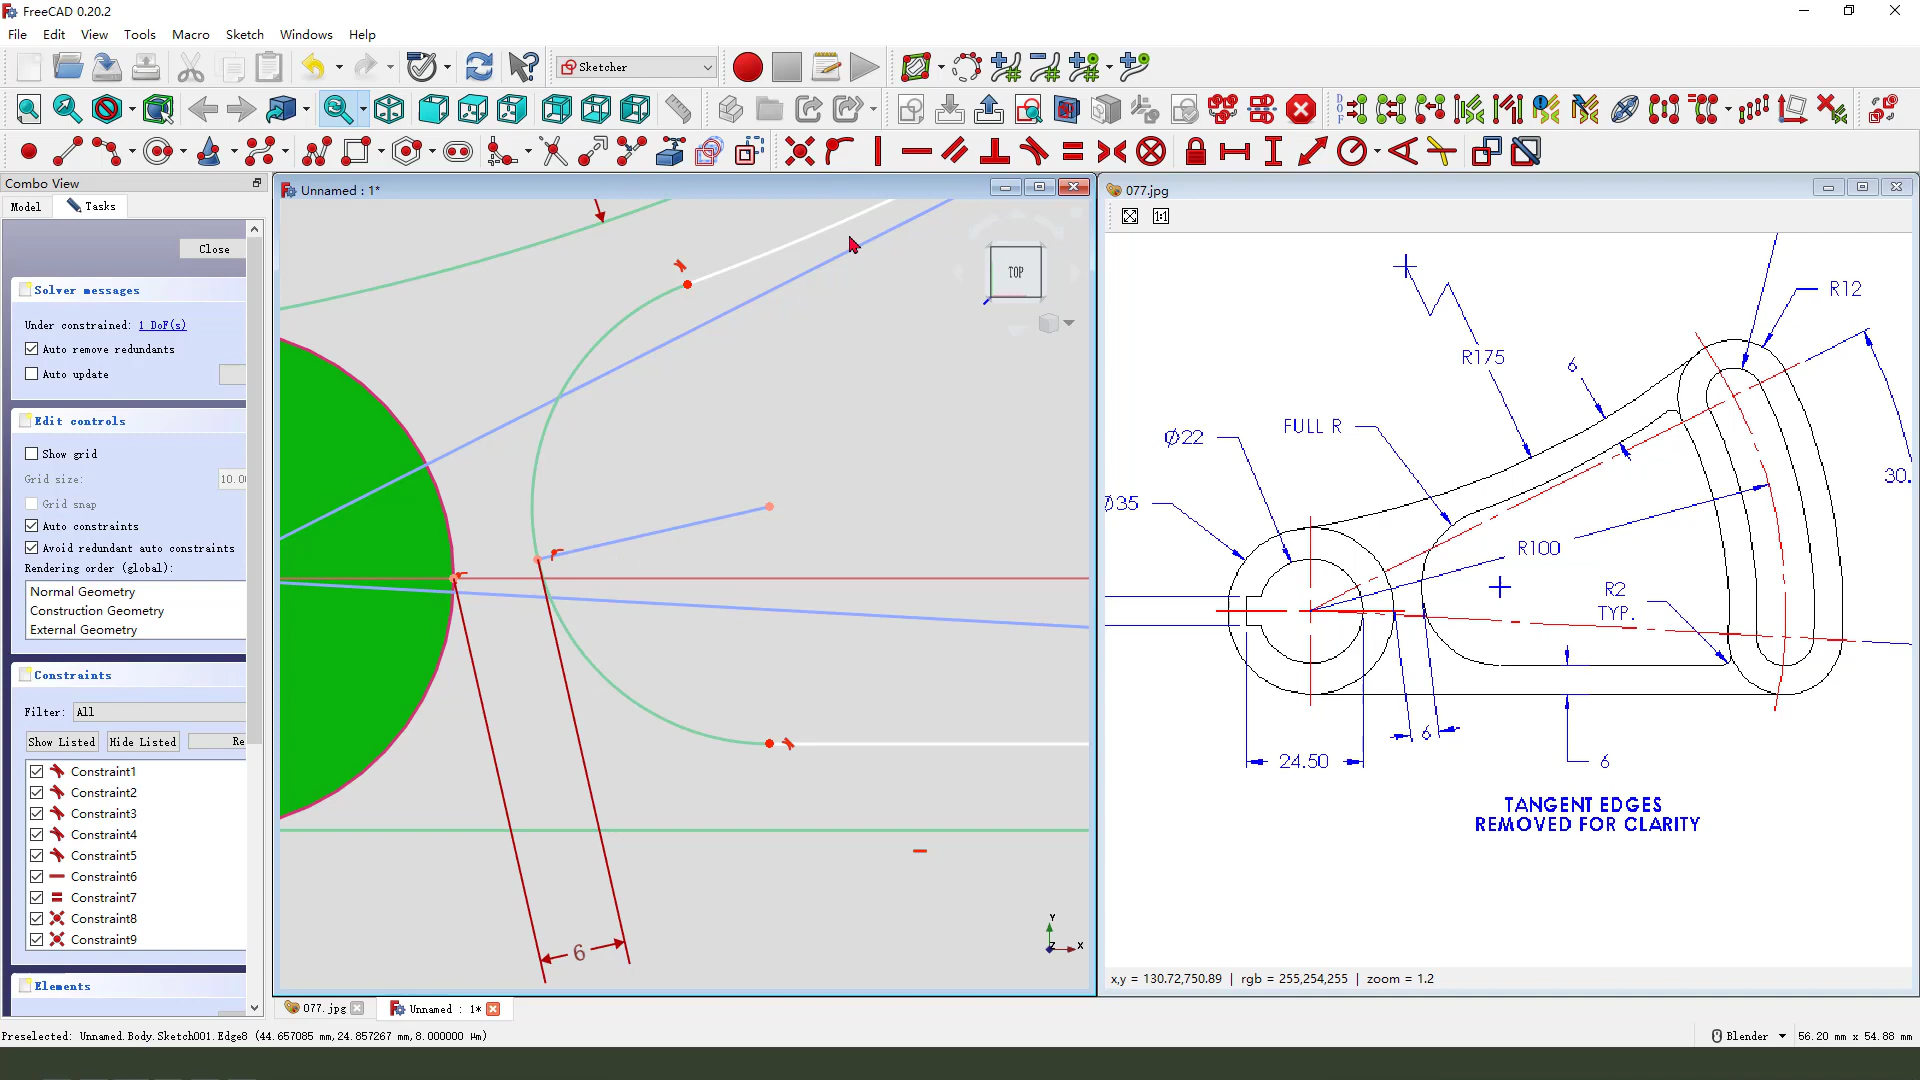 FreeCAD 0.20.2
File Edit View Tools Macro Sketch Windows Help
Sketcher
Combo View
Model Tasks
Close
Solver messages
Under constrained: 1 DoF(s)
Auto remove redundants
Auto update
Edit controls
Show grid
Grid size: 10.0
Grid snap
Auto constraints
Avoid redundant auto constraints
Rendering order (global):
Normal Geometry
Construction Geometry
External Geometry
Constraints
Filter: All
Show Listed Hide Listed Re
Constraint1
Constraint2
Constraint3
Constraint4
Constraint5
Constraint6
Constraint7
Constraint8
Constraint9
Elements
Unnamed : 1*
TOP
6
Y
Z X
077.jpg
1:1
R12
R175
6
FULL R
Ø22
Ø35
30.
R100
R2
TYP.
6
24.50
6
TANGENT EDGES
REMOVED FOR CLARITY
x,y = 130.72,750.89 | rgb = 255,254,255 | zoom = 1.2
077.jpg Unnamed : 1*
Preselected: Unnamed.Body.Sketch001.Edge8 (44.657085 mm,24.857267 mm,8.000000 µm)
Blender 56.20 mm x 54.88 mm